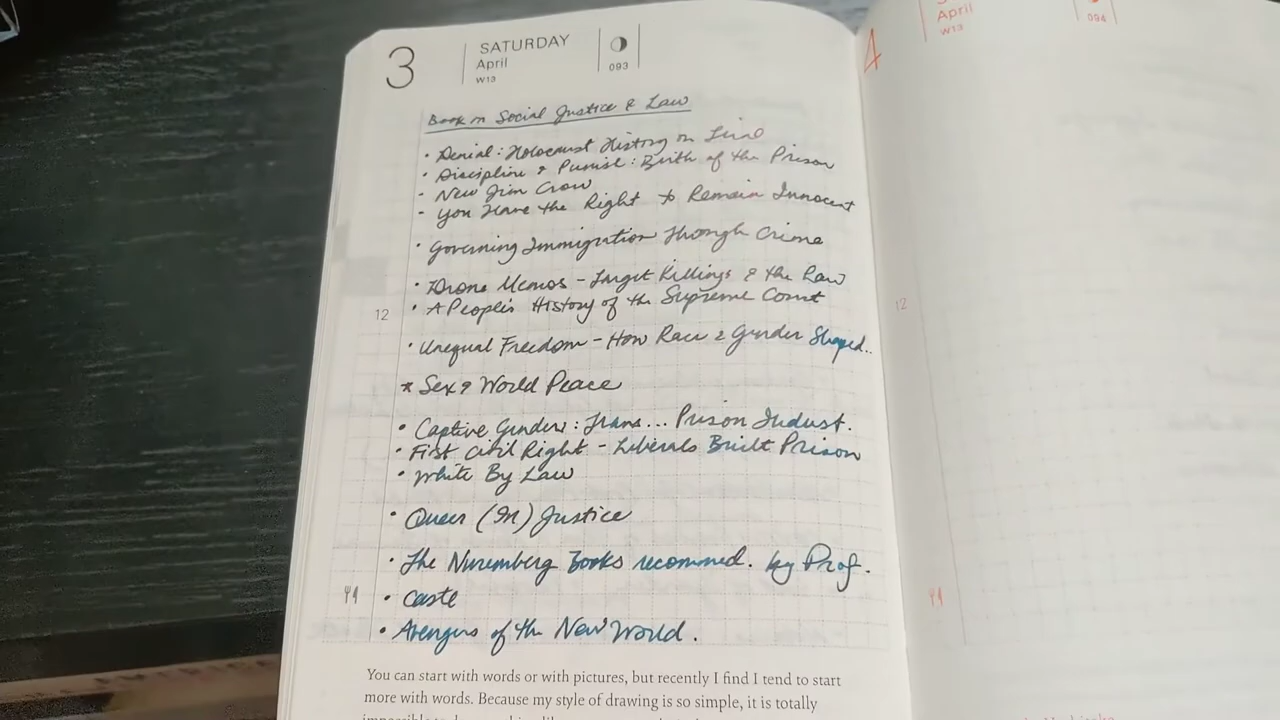 3
SATURDAY
April
W13
093
Book on Social Justice & Law
• Denial: Holocaust History on Trial
• Discipline & Punish: Birth of the Prison
- New Jim Crow
- You Have the Right to Remain Innocent
• Governing Immigration Through Crime
• Drone Memos - Target Killings & the Law
12
• A People's History of the Supreme Court
• Unequal Freedom - How Race & Gender Shaped..
* Sex & World Peace
• Captive Genders: Trans... Prison Indust.
• First Civil Right - Liberals Built Prison
• White By Law
• Queer (In)Justice
• The Nuremberg Books recommed. by Prof.
• Caste
• Avengers of the New World.
You can start with words or with pictures, but recently I find I tend to start
more with words. Because my style of drawing is so simple, it is totally
4
April
W13
094
12